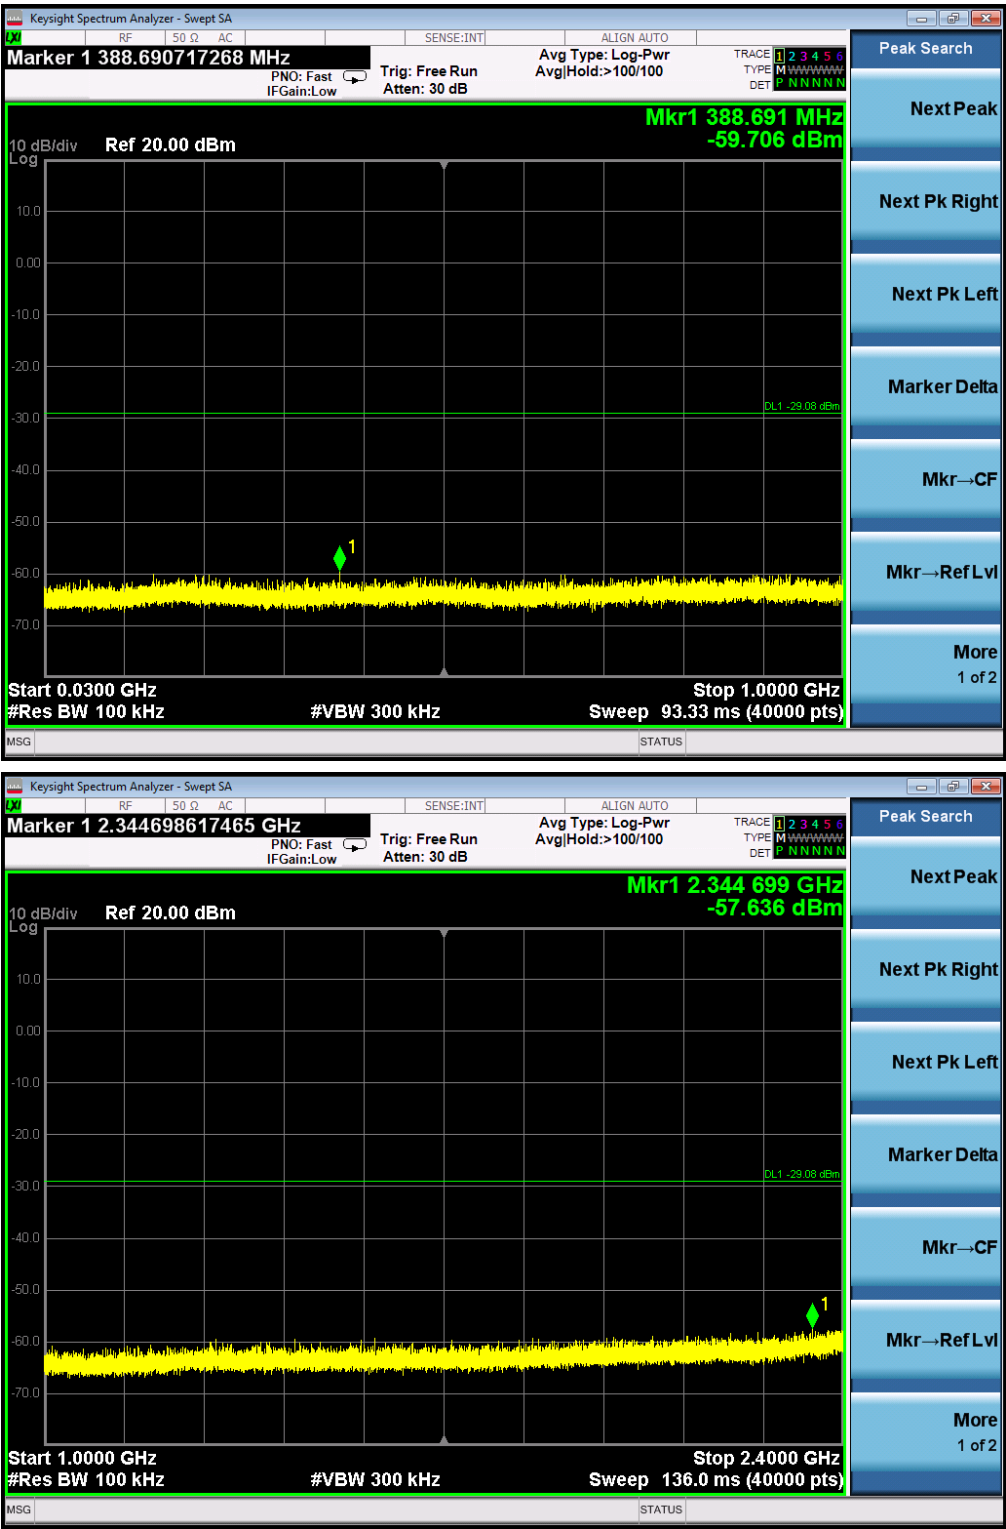 Keysight Spectrum Analyzer - Swept SA
LXI RF 50 Ω AC SENSE:INT ALIGN AUTO
Marker 1 388.690717268 MHz
PNO: Fast
IFGain:Low
Trig: Free Run
Atten: 30 dB
Avg Type: Log-Pwr
Avg|Hold:>100/100
TRACE 1 2 3 4 5 6
TYPE M WWWWW
DET P N N N N N
Mkr1 388.691 MHz
-59.706 dBm
10 dB/div Ref 20.00 dBm
Log
10.0
0.00
-10.0
-20.0
DL1 -29.08 dBm
-30.0
-40.0
-50.0
1
-60.0
-70.0
Start 0.0300 GHz Stop 1.0000 GHz
#Res BW 100 kHz #VBW 300 kHz Sweep 93.33 ms (40000 pts)
MSG STATUS
Peak Search
Next Peak
Next Pk Right
Next Pk Left
Marker Delta
Mkr→CF
Mkr→Ref Lvl
More
1 of 2
Keysight Spectrum Analyzer - Swept SA
LXI RF 50 Ω AC SENSE:INT ALIGN AUTO
Marker 1 2.344698617465 GHz
PNO: Fast
IFGain:Low
Trig: Free Run
Atten: 30 dB
Avg Type: Log-Pwr
Avg|Hold:>100/100
TRACE 1 2 3 4 5 6
TYPE M WWWWW
DET P N N N N N
Mkr1 2.344 699 GHz
-57.636 dBm
10 dB/div Ref 20.00 dBm
Log
10.0
0.00
-10.0
-20.0
DL1 -29.08 dBm
-30.0
-40.0
-50.0
1
-60.0
-70.0
Start 1.0000 GHz Stop 2.4000 GHz
#Res BW 100 kHz #VBW 300 kHz Sweep 136.0 ms (40000 pts)
MSG STATUS
Peak Search
Next Peak
Next Pk Right
Next Pk Left
Marker Delta
Mkr→CF
Mkr→Ref Lvl
More
1 of 2